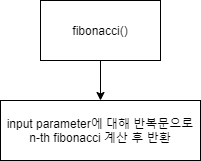 fibonacci()
input parameter에 대해 반복문으로
n-th fibonacci 계산 후 반환